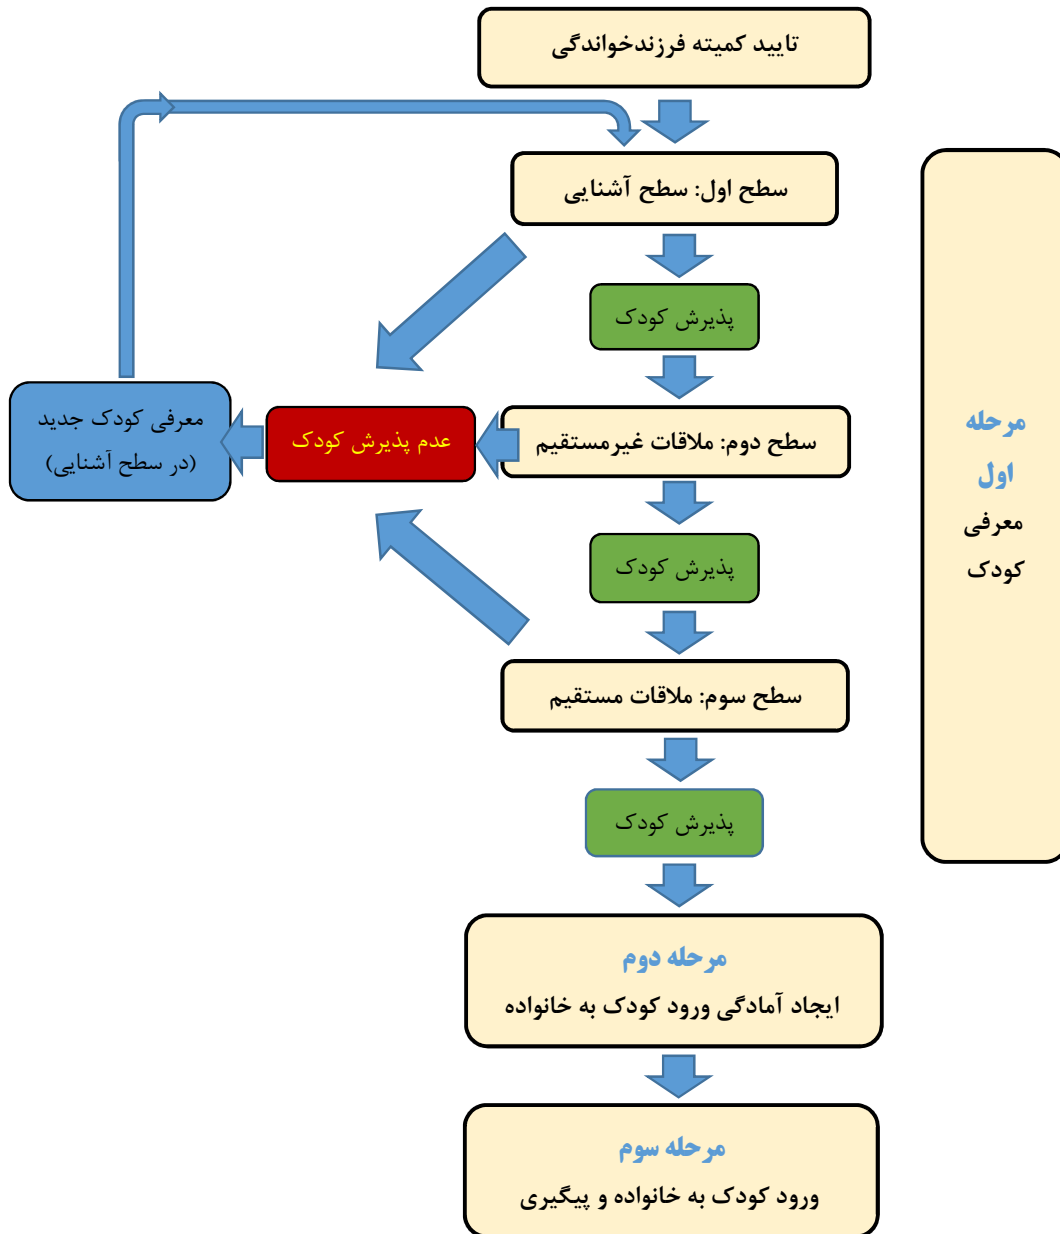 تایید کمیته فرزندخواندگی
سطح اول: سطح آشنایی
پذیرش کودک
سطح دوم: ملاقات غیرمستقیم
عدم پذیرش کودک
معرفی کودک جدید
(در سطح آشنایی)
پذیرش کودک
سطح سوم: ملاقات مستقیم
پذیرش کودک
مرحله
اول
معرفی
کودک
مرحله دوم
ایجاد آمادگی ورود کودک به خانواده
مرحله سوم
ورود کودک به خانواده و پیگیری